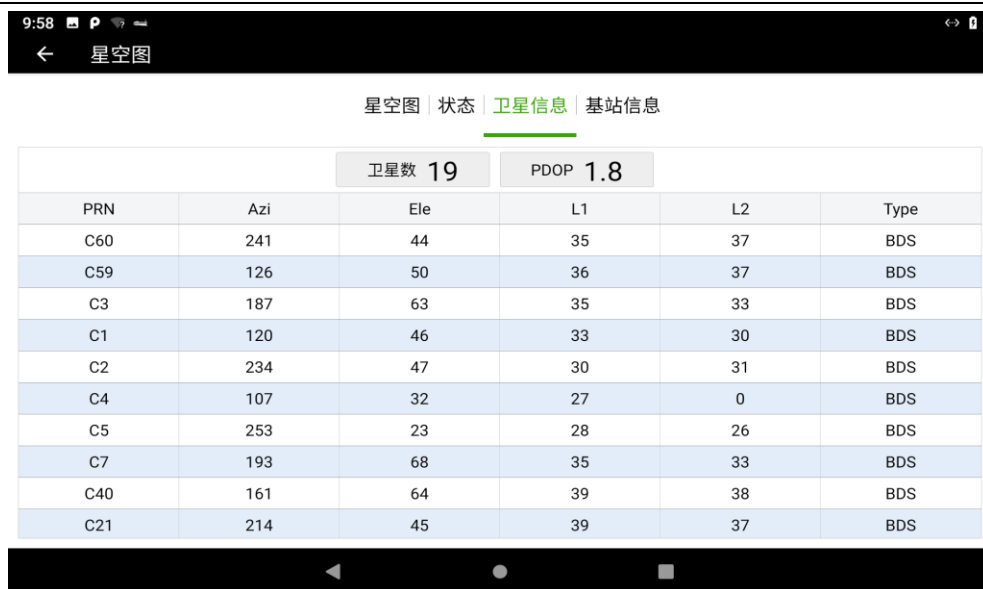 9:58
星空图
星空图 状态 卫星信息 基站信息
卫星数 19 PDOP 1.8
PRN Azi Ele L1 L2 Type
C60 241 44 35 37 BDS
C59 126 50 36 37 BDS
C3 187 63 35 33 BDS
C1 120 46 33 30 BDS
C2 234 47 30 31 BDS
C4 107 32 27 0 BDS
C5 253 23 28 26 BDS
C7 193 68 35 33 BDS
C40 161 64 39 38 BDS
C21 214 45 39 37 BDS